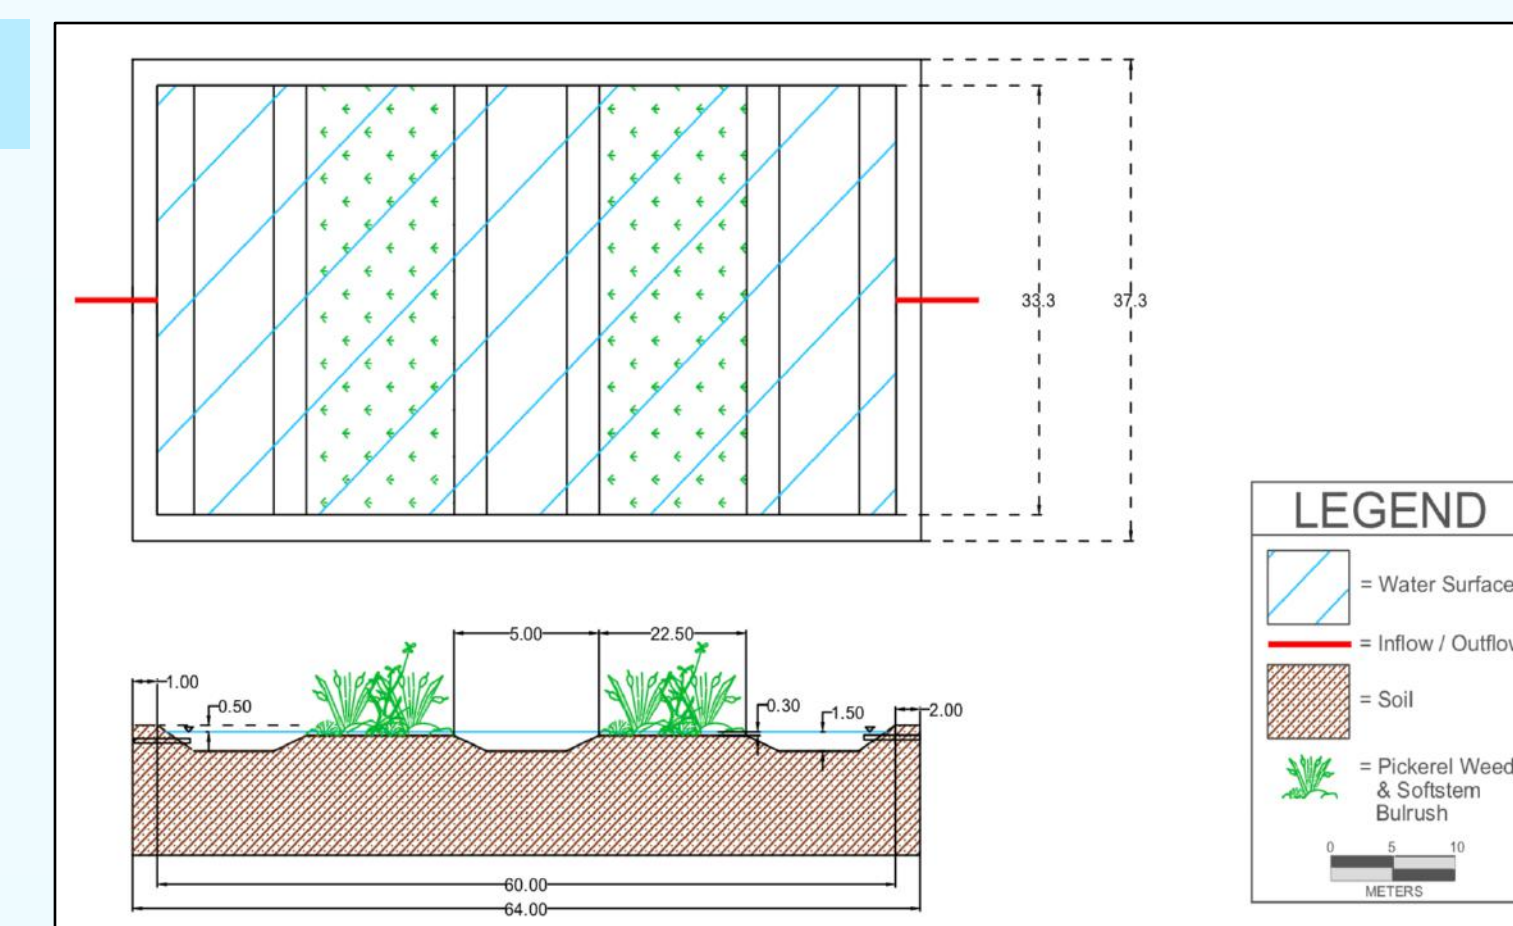 33.3
37.3
LEGEND
= Water Surface
= Inflow / Outflow
= Soil
= Pickerel Weed
& Softstem
Bulrush
0 5 10
METERS
5.00
22.50
1.00
0.50
0.30
1.50
2.00
60.00
64.00